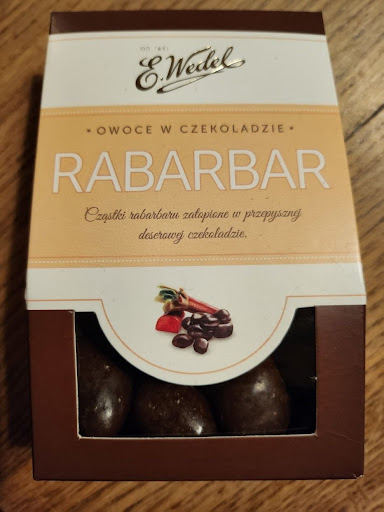 OD 1851
E. Wedel
• OWOCE W CZEKOLADZIE •
RABARBAR
Cząstki rabarbaru zatopione w przepysznej
deserowej czekoladzie.